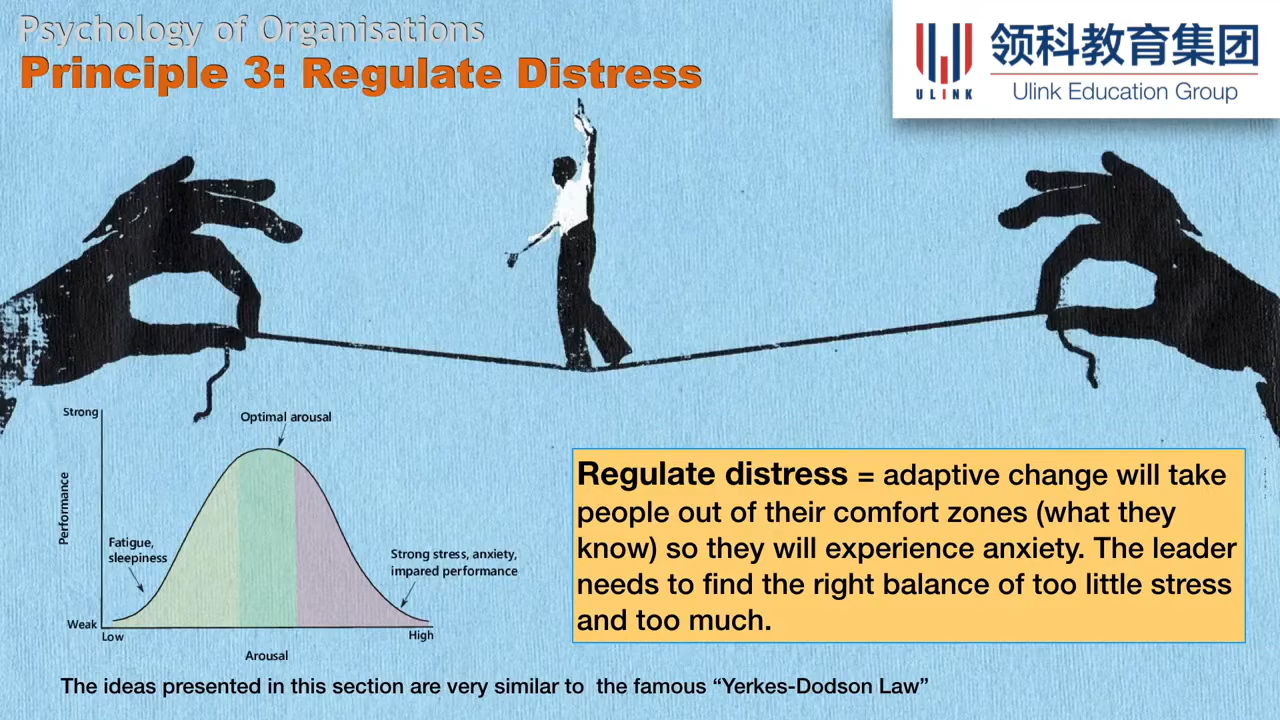 Psychology of Organisations
Principle 3: Regulate Distress
ULINK
领科教育集团
Ulink Education Group
Strong
Optimal arousal
Performance
Fatigue,
sleepiness
Strong stress, anxiety,
impared performance
Weak
Low
High
Arousal
Regulate distress = adaptive change will take
people out of their comfort zones (what they
know) so they will experience anxiety. The leader
needs to find the right balance of too little stress
and too much.
The ideas presented in this section are very similar to  the famous “Yerkes-Dodson Law”